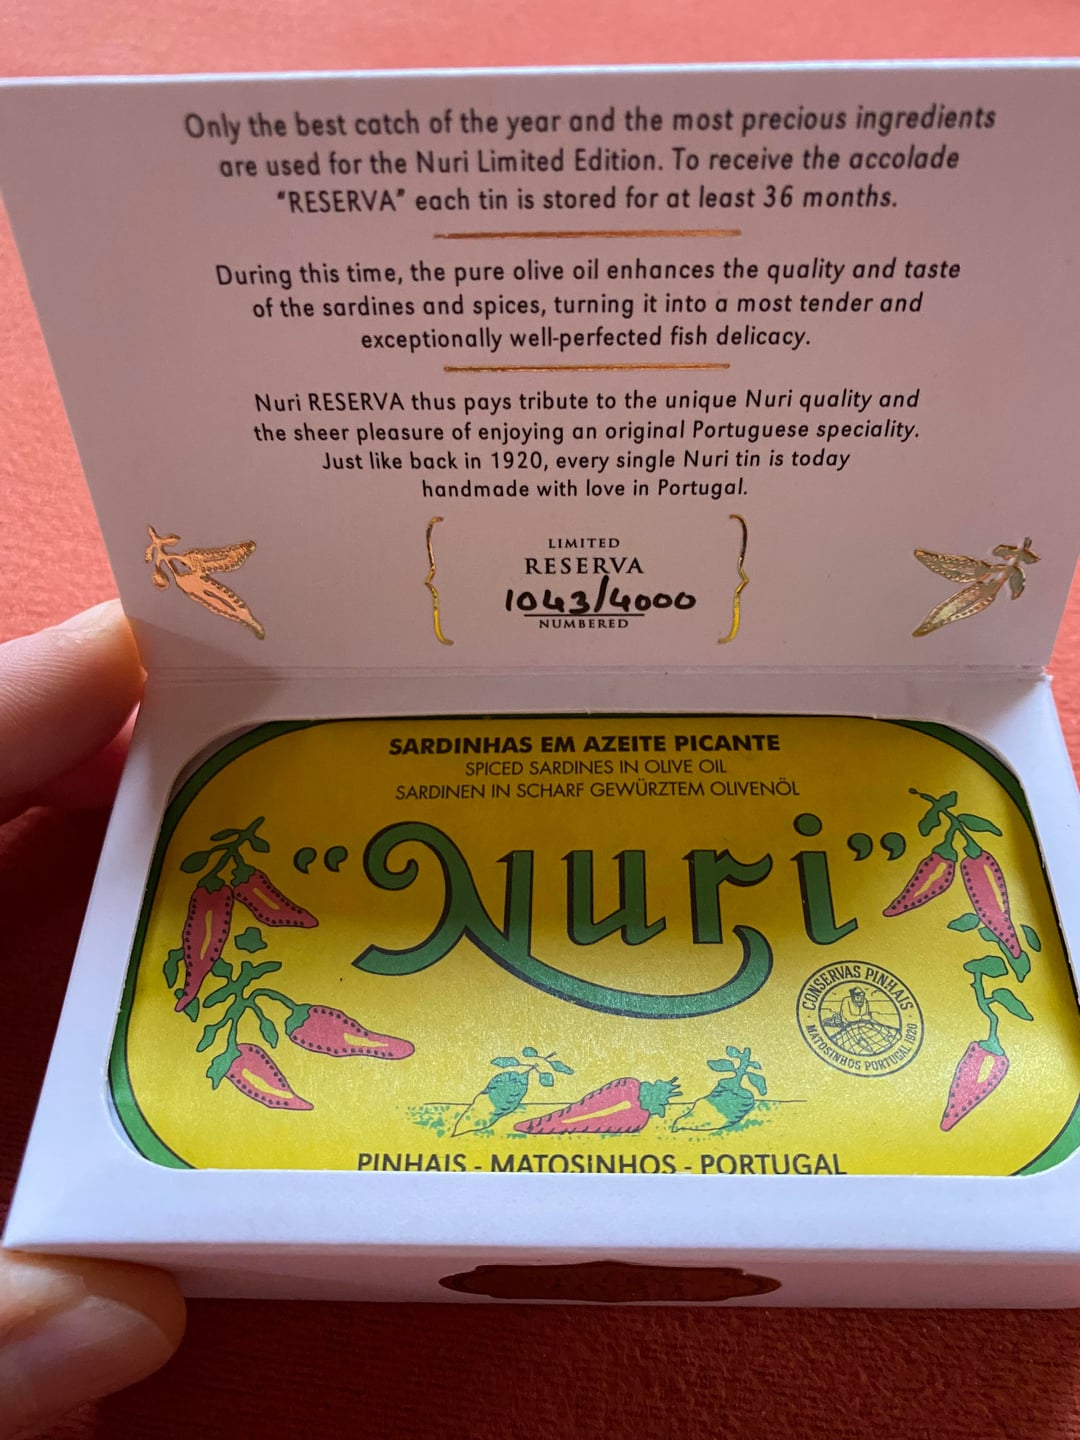 Only the best catch of the year and the most precious ingredients
are used for the Nuri Limited Edition. To receive the accolade
"RESERVA" each tin is stored for at least 36 months.
During this time, the pure olive oil enhances the quality and taste
of the sardines and spices, turning it into a most tender and
exceptionally well-perfected fish delicacy.
Nuri RESERVA thus pays tribute to the unique Nuri quality and
the sheer pleasure of enjoying an original Portuguese speciality.
Just like back in 1920, every single Nuri tin is today
handmade with love in Portugal.
LIMITED
RESERVA
1043/4000
NUMBERED
SARDINHAS EM AZEITE PICANTE
SPICED SARDINES IN OLIVE OIL
SARDINEN IN SCHARF GEWÜRZTEM OLIVENÖL
"Nuri"
CONSERVAS PINHAIS
MATOSINHOS PORTUGAL 1920
PINHAIS - MATOSINHOS - PORTUGAL